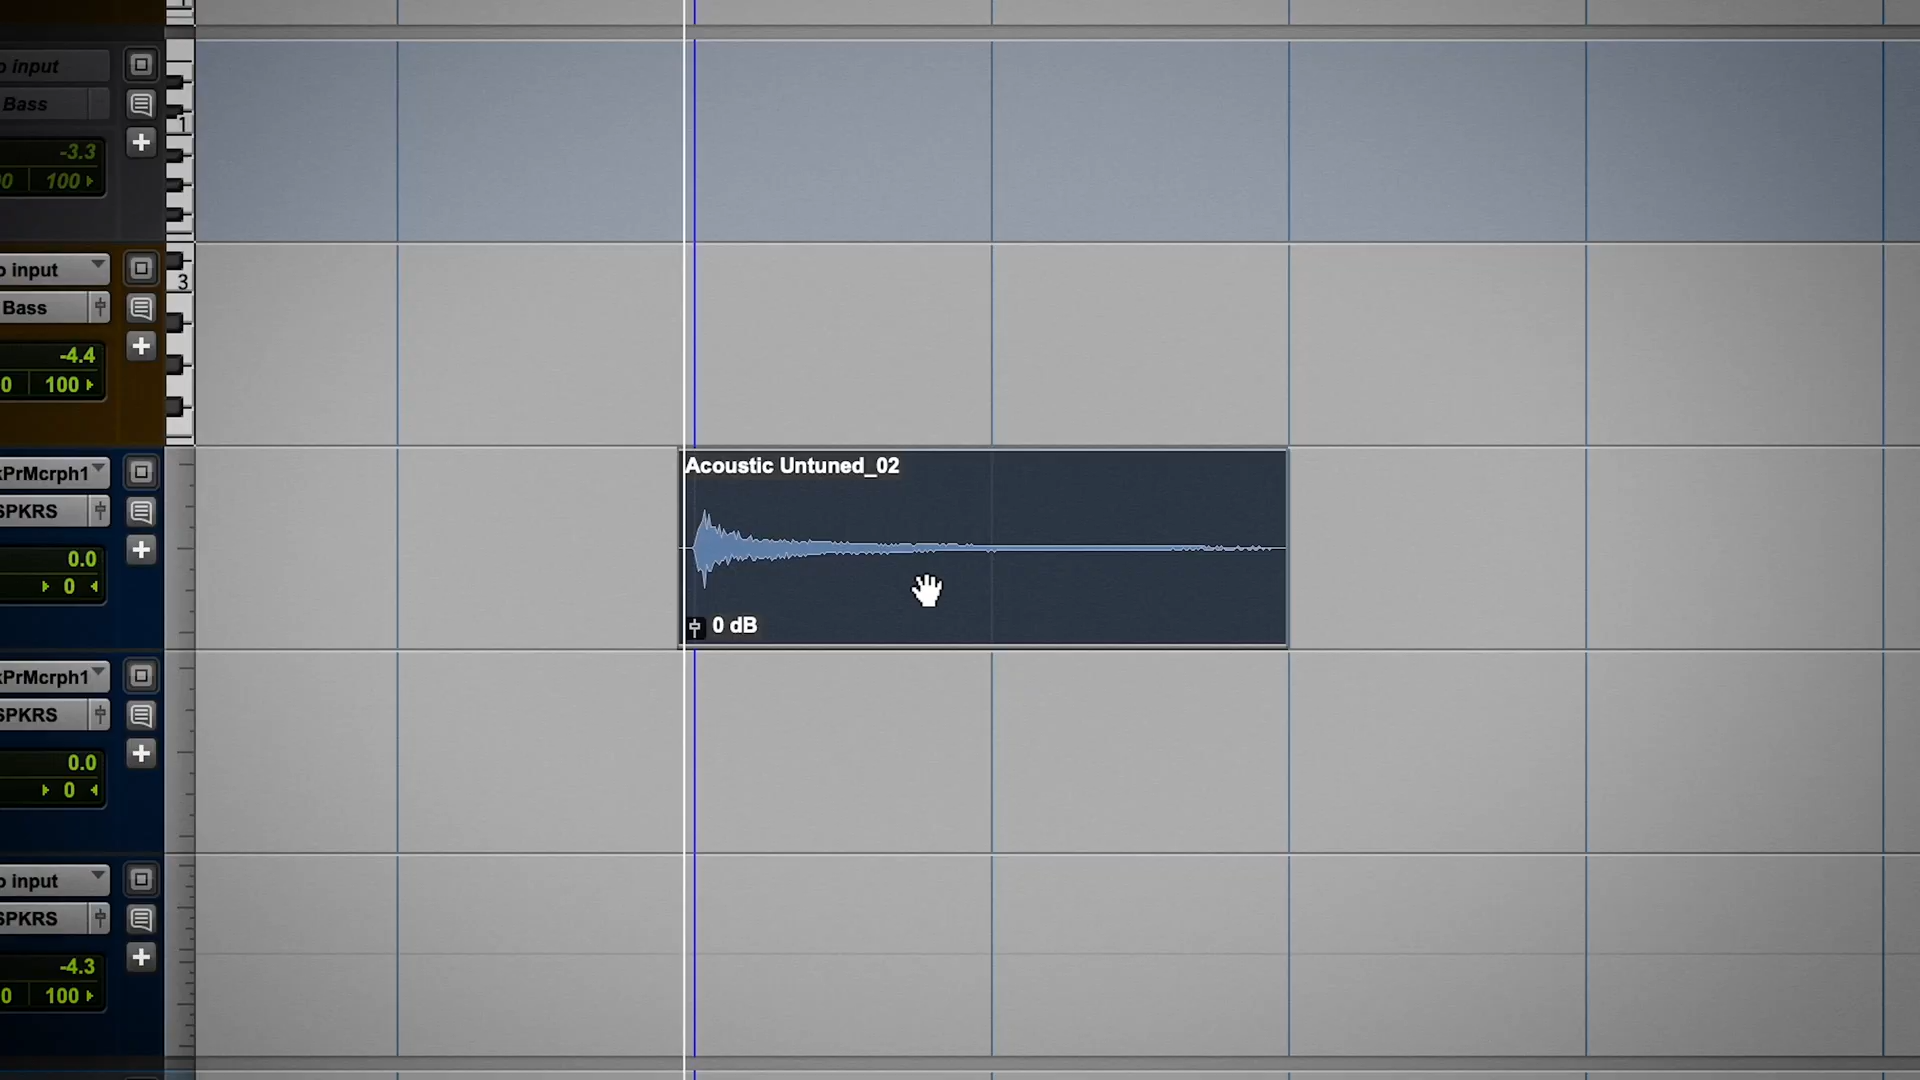 o input
Bass
-3.3
0 100
1
o input
Bass
-4.4
0 100
3
PrMcrph1
SPKRS
0.0
0
Acoustic Untuned_02
0 dB
PrMcrph1
SPKRS
0.0
0
o input
SPKRS
-4.3
0 100